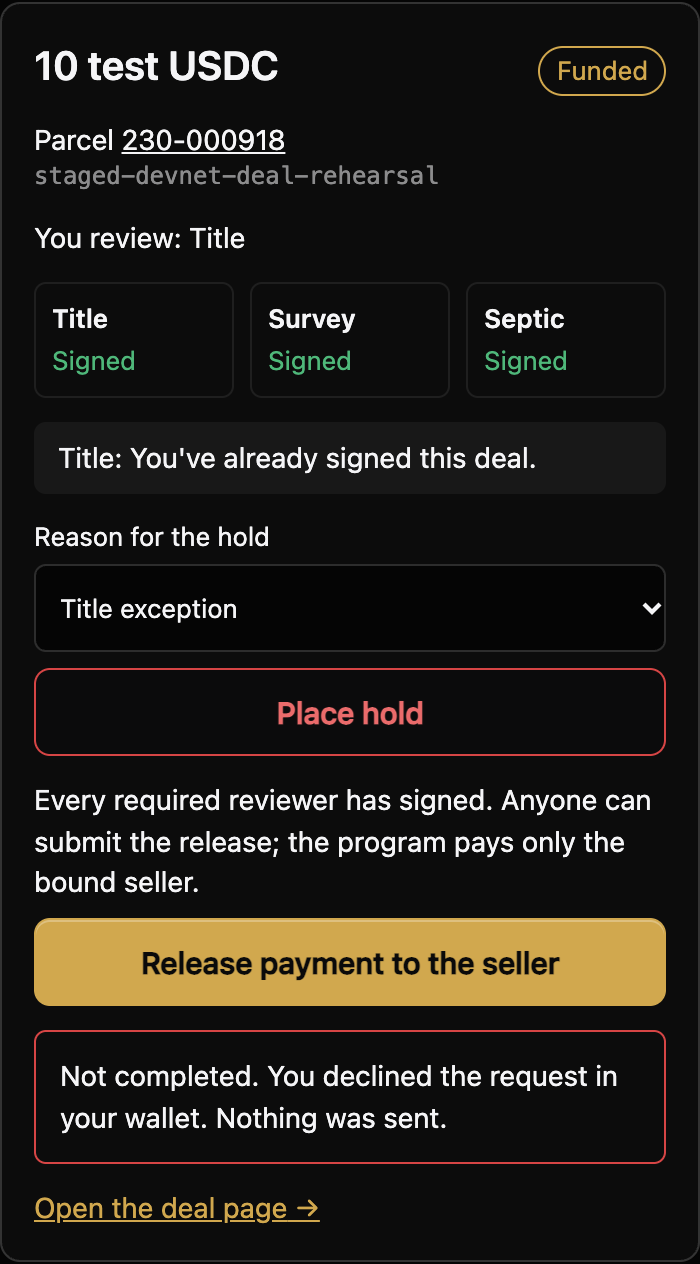 10 test USDC
Funded
Parcel 230-000918
staged-devnet-deal-rehearsal
You review: Title
Title
Signed
Survey
Signed
Septic
Signed
Title: You've already signed this deal.
Reason for the hold
Title exception
Place hold
Every required reviewer has signed. Anyone can
submit the release; the program pays only the
bound seller.
Release payment to the seller
Not completed. You declined the request in
your wallet. Nothing was sent.
Open the deal page →